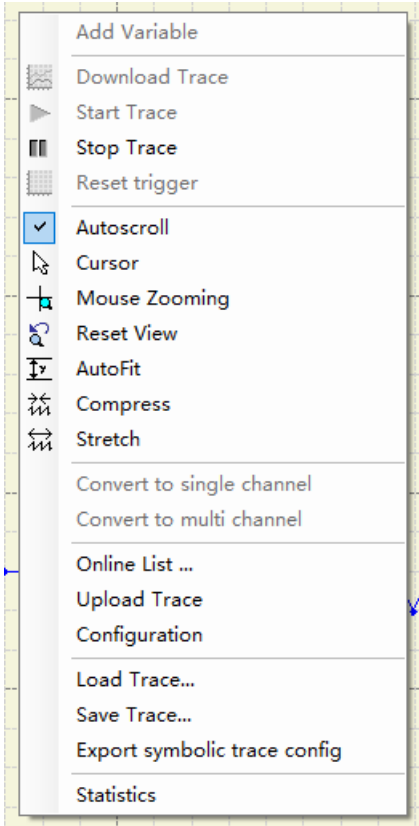 Add Variable
Download Trace
Start Trace
Stop Trace
Reset trigger
Autoscroll
Cursor
Mouse Zooming
Reset View
AutoFit
Compress
Stretch
Convert to single channel
Convert to multi channel
Online List ...
Upload Trace
Configuration
Load Trace...
Save Trace...
Export symbolic trace config
Statistics